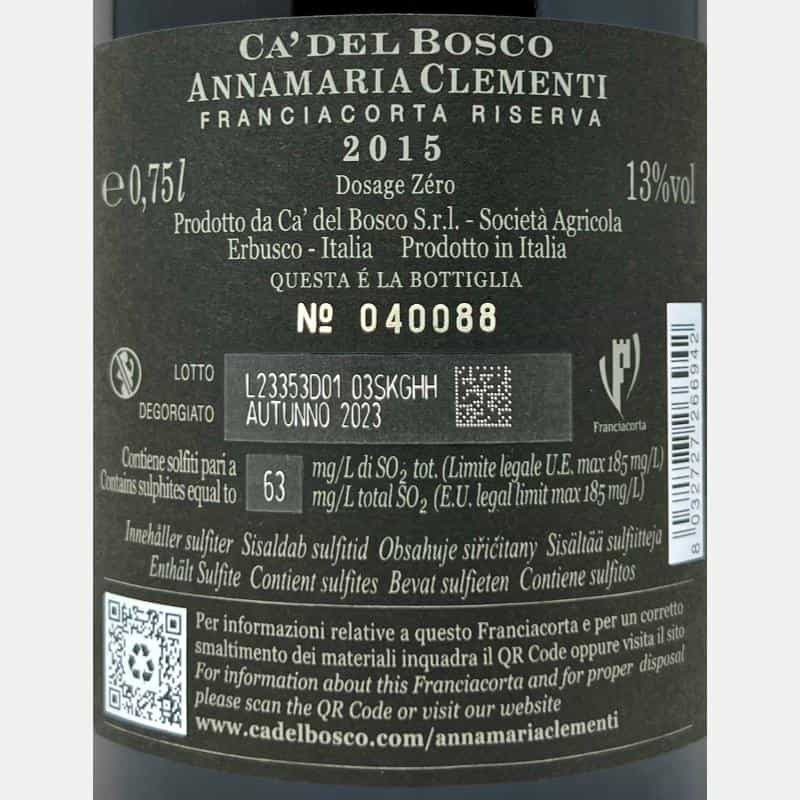 CA' DEL BOSCO
ANNAMARIA CLEMENTI
FRANCIACORTA RISERVA
2015
e 0,75l
Dosage Zéro
13%vol
Prodotto da Ca' del Bosco S.r.l. - Società Agricola
Erbusco - Italia Prodotto in Italia
QUESTA É LA BOTTIGLIA
Nº 040088
LOTTO L23353D01 03SKGHH
DEGORGIATO AUTUNNO 2023
Franciacorta
8 032727 266942
Contiene solfiti pari a 63 mg/L di SO2 tot. (Limite legale U.E. max 185 mg/L)
Contains sulphites equal to mg/L total SO2 (E.U. legal limit max 185 mg/L)
Innehåller sulfiter Sisaldab sulfitid Obsahuje siřičitany Sisältää sulfiitteja
Enthält Sulfite Contient sulfites Bevat sulfieten Contiene sulfitos
Per informazioni relative a questo Franciacorta e per un corretto
smaltimento dei materiali inquadra il QR Code oppure visita il sito
For information about this Franciacorta and for proper disposal
please scan the QR Code or visit our website
www.cadelbosco.com/annamariaclementi